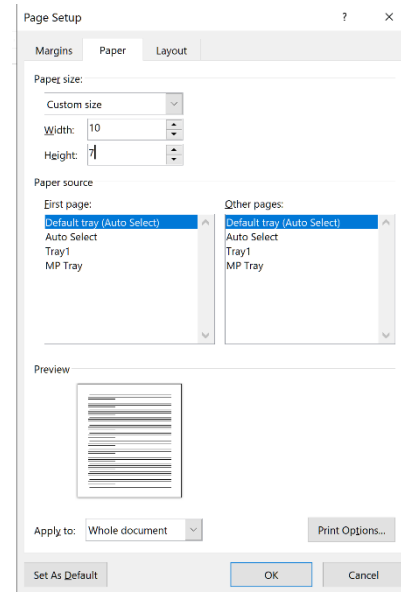 Page Setup ? ×
Margins Paper Layout
Paper size:
Custom size
Width: 10
Height: 7
Paper source
First page: Other pages:
Default tray (Auto Select) Default tray (Auto Select)
Auto Select Auto Select
Tray1 Tray1
MP Tray MP Tray
Preview
Apply to: Whole document Print Options...
Set As Default OK Cancel